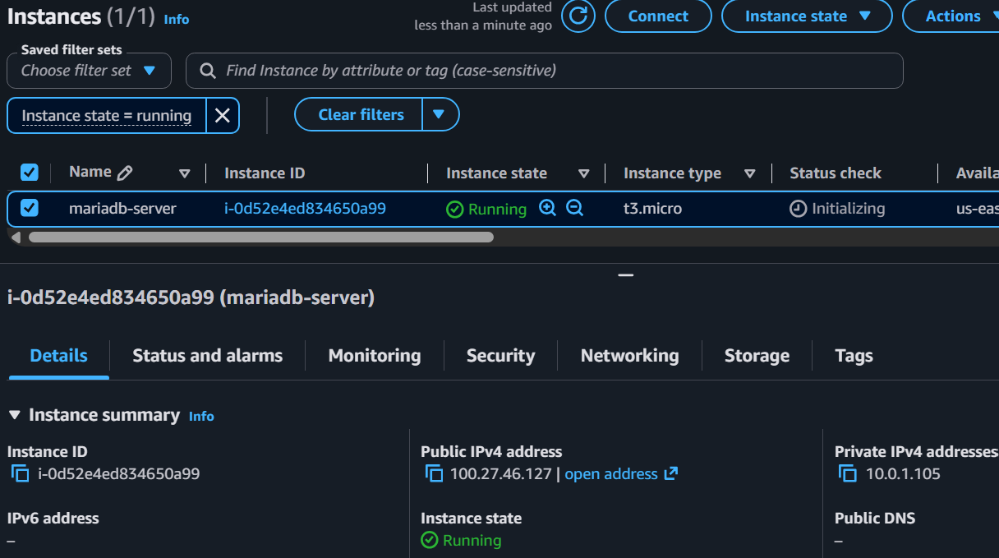 Instances (1/1) Info
Last updated
less than a minute ago
Connect
Instance state
Actions
Saved filter sets
Choose filter set
Find Instance by attribute or tag (case-sensitive)
Instance state = running
Clear filters
Name Instance ID Instance state Instance type Status check Availa
mariadb-server i-0d52e4ed834650a99 Running t3.micro Initializing us-eas
i-0d52e4ed834650a99 (mariadb-server)
Details Status and alarms Monitoring Security Networking Storage Tags
Instance summary Info
Instance ID
i-0d52e4ed834650a99
Public IPv4 address
100.27.46.127 | open address
Private IPv4 addresses
10.0.1.105
IPv6 address
–
Instance state
Running
Public DNS
–